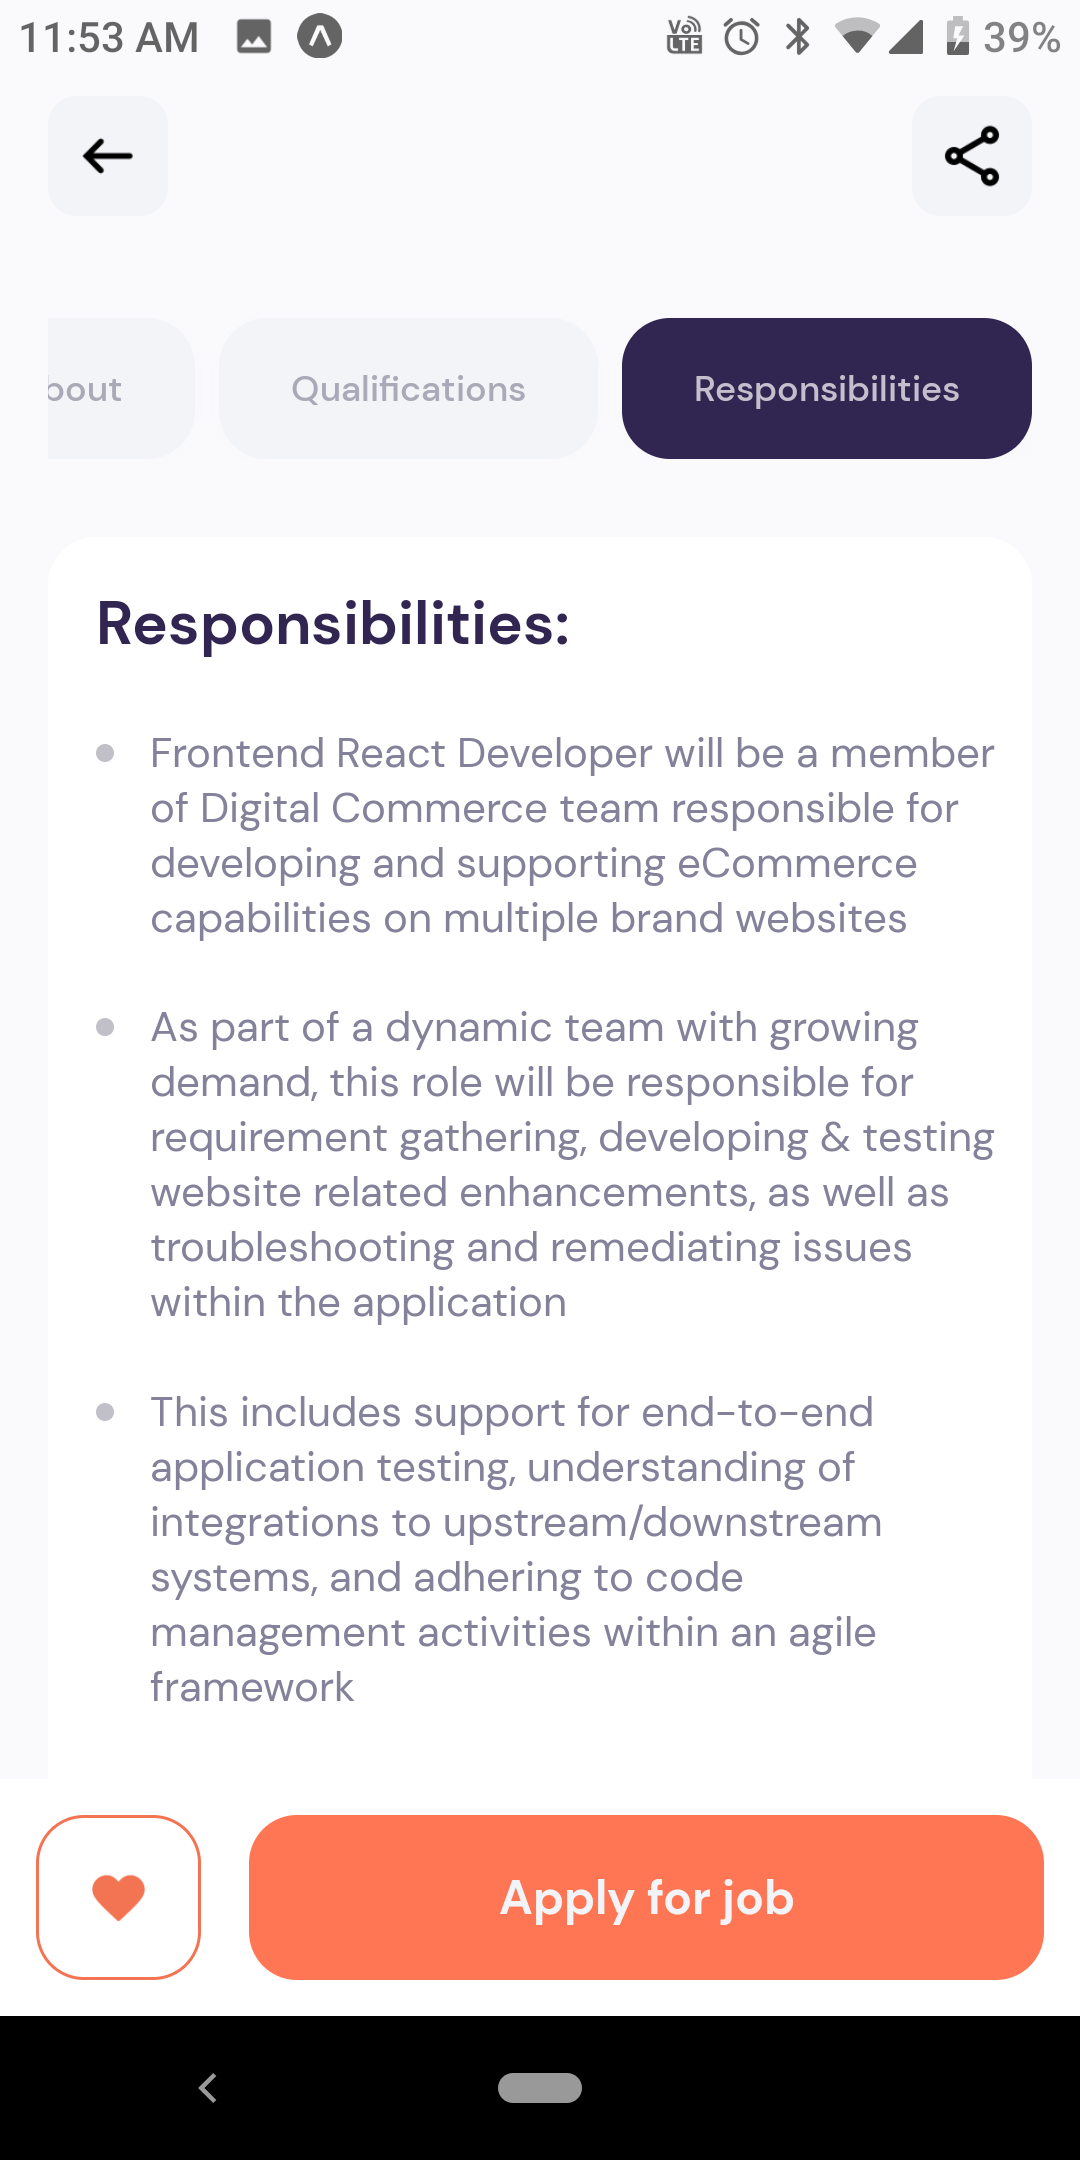 11:53 AM
VO LTE
39%
bout
Qualifications
Responsibilities
Responsibilities:
Frontend React Developer will be a member
of Digital Commerce team responsible for
developing and supporting eCommerce
capabilities on multiple brand websites
As part of a dynamic team with growing
demand, this role will be responsible for
requirement gathering, developing & testing
website related enhancements, as well as
troubleshooting and remediating issues
within the application
This includes support for end-to-end
application testing, understanding of
integrations to upstream/downstream
systems, and adhering to code
management activities within an agile
framework
Apply for job